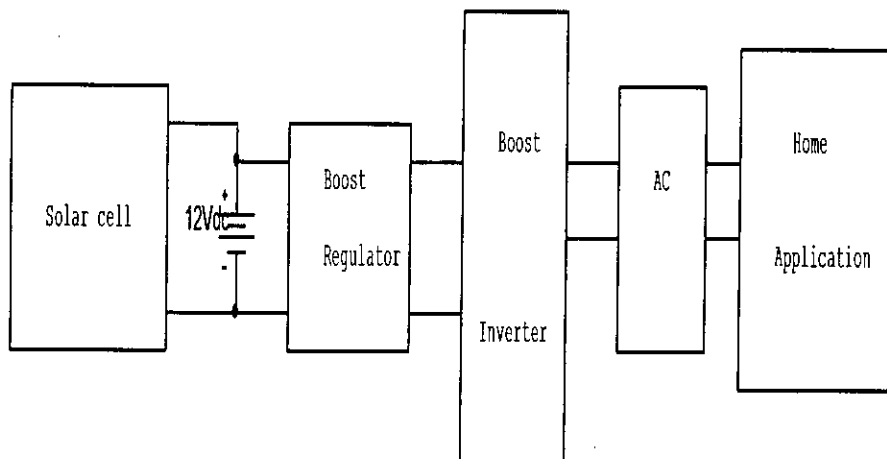 Solar cell
+
12Vdc
-
Boost
Regulator
Boost
Inverter
AC
Home
Application